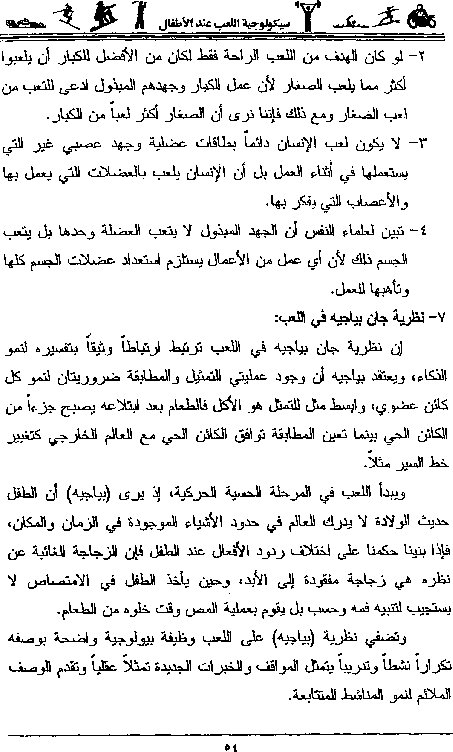 سيكولوجية اللعب عند الأطفال
٢- لو كان الهدف من اللعب الراحة فقط لكان من الأفضل للكبار أن يلعبوا
أكثر مما يلعب الصغار لأن عمل الكبار وجهدهم المبذول ادعى للتعب من
لعب الصغار ومع ذلك فإننا نرى أن الصغار أكثر لعباً من الكبار.
٣- لا يكون لعب الإنسان دائماً بطاقات عضلية وجهد عصبي غير التي
يستعملها في أثناء العمل بل أن الإنسان يلعب بالعضلات التي يعمل بها
والأعصاب التي يفكر بها.
٤- تبين لعلماء النفس أن الجهد المبذول لا يتعب العضلة وحدها بل يتعب
الجسم ذلك لأن أي عمل من الأعمال يستلزم استعداد عضلات الجسم كلها
وتأهبها للعمل.
٧- نظرية جان بياجيه في اللعب:
إن نظرية جان بياجيه في اللعب ترتبط ارتباطاً وثيقاً بتفسيره لنمو
الذكاء، ويعتقد بياجيه أن وجود عمليتي التمثيل والمطابقة ضروريتان لنمو كل
كائن عضوي، وابسط مثل للتمثل هو الأكل فالطعام بعد ابتلاعه يصبح جزءاً من
الكائن الحي بينما تعين المطابقة توافق الكائن الحي مع العالم الخارجي كتغيير
خط السير مثلاً.
ويبدأ اللعب في المرحلة الحسية الحركية، إذ يرى (بياجيه) أن الطفل
حديث الولادة لا يدرك العالم في حدود الأشياء الموجودة في الزمان والمكان،
فإذا بنينا حكمنا على اختلاف ردود الأفعال عند الطفل فإن الزجاجة الغائبة عن
نظره هي زجاجة مفقودة إلى الأبد، وحين يأخذ الطفل في الامتصاص لا
يستجيب لتنبيه فمه وحسب بل يقوم بعملية المص وقت خلوه من الطعام.
وتضفي نظرية (بياجيه) على اللعب وظيفة بيولوجية واضحة بوصفه
تكراراً نشطاً وتدريباً يتمثل المواقف والخبرات الجديدة تمثلاً عقلياً وتقدم الوصف
الملائم لنمو المناشط المتتابعة.
٥٤